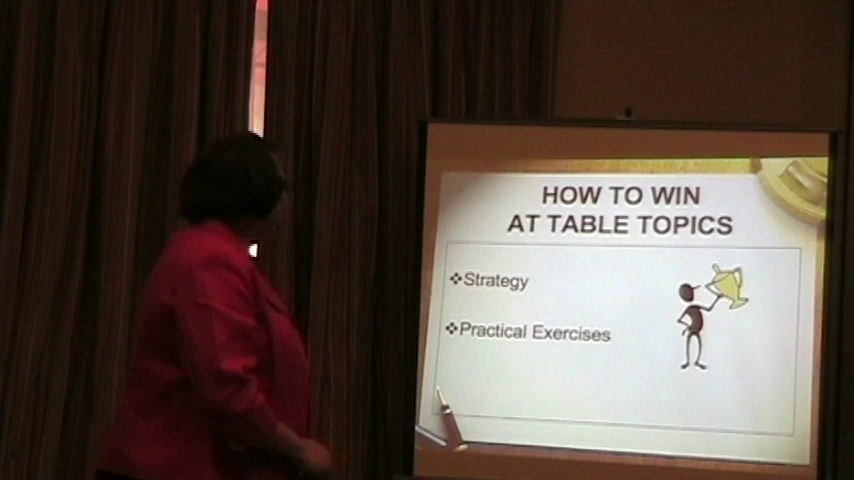 HOW TO WIN
AT TABLE TOPICS
❖Strategy
❖Practical Exercises